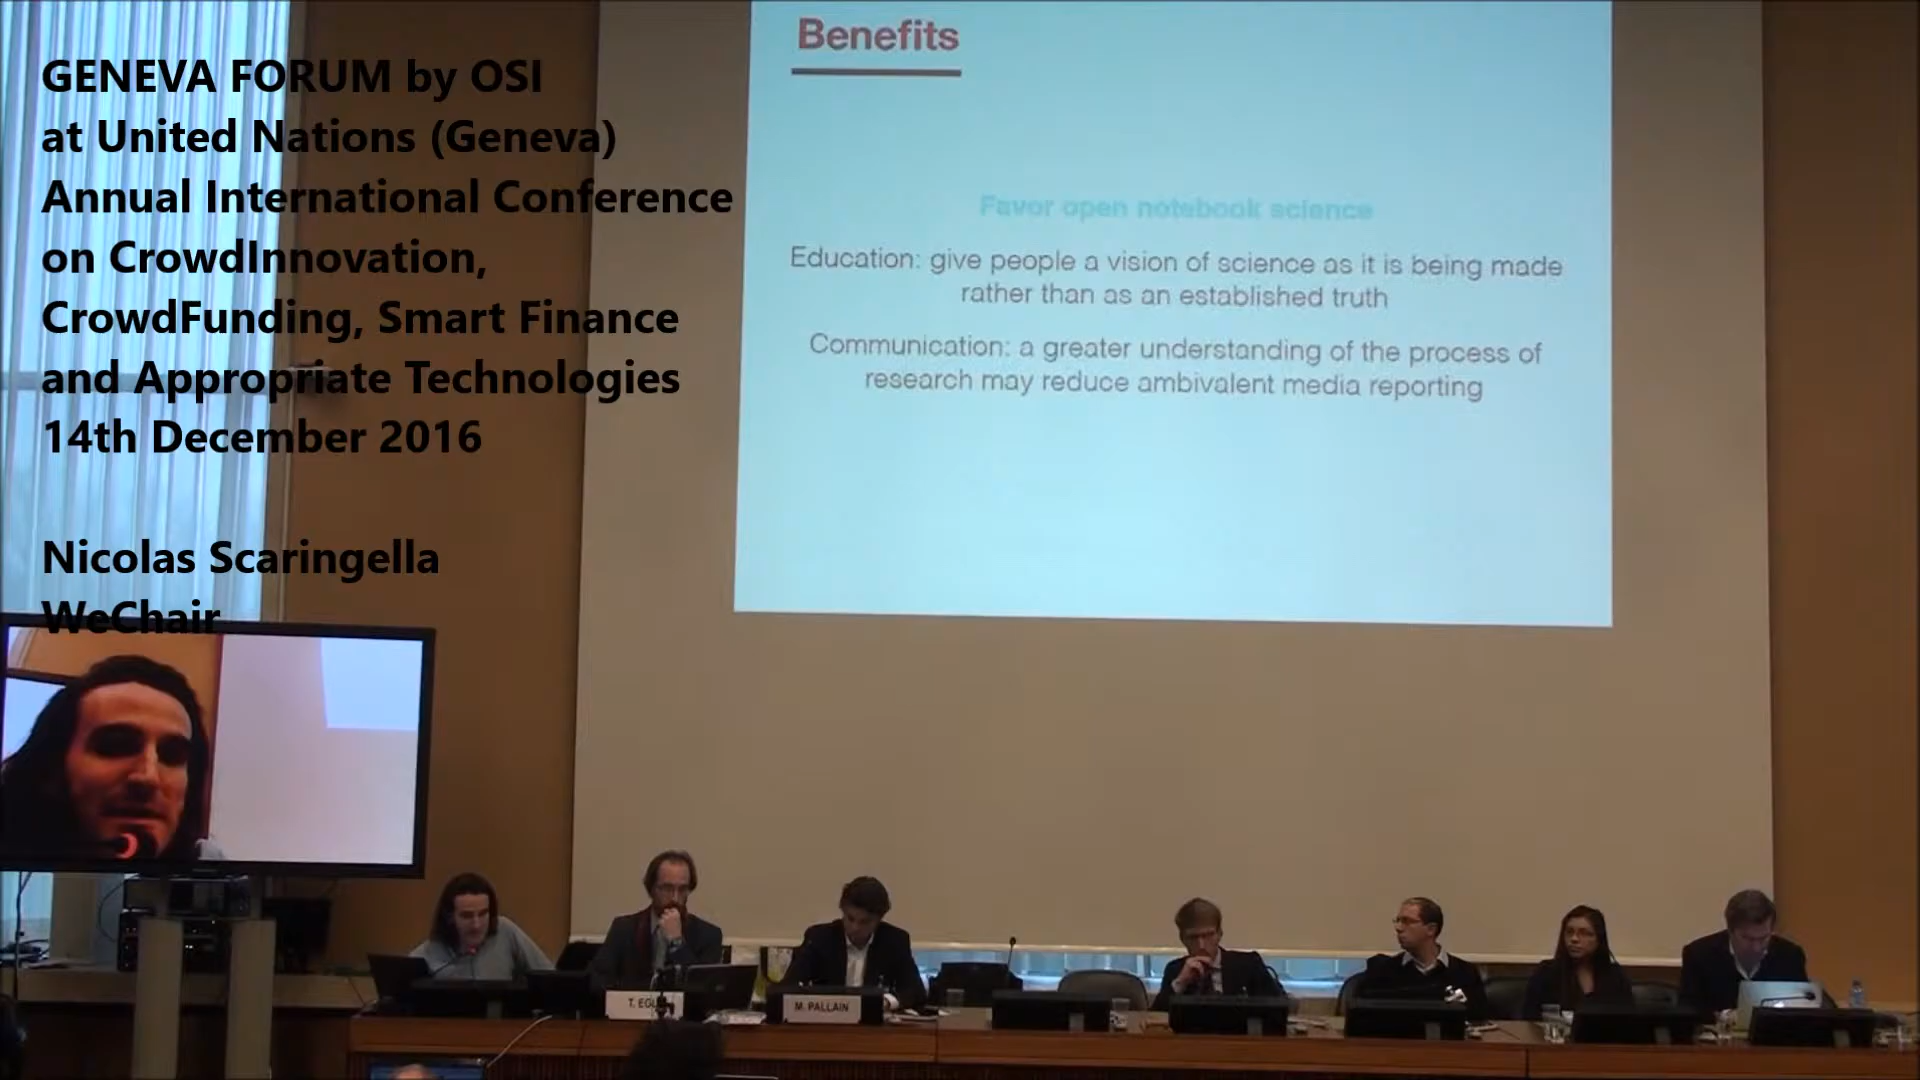 GENEVA FORUM by OSI
at United Nations (Geneva)
Annual International Conference
on CrowdInnovation,
CrowdFunding, Smart Finance
and Appropriate Technologies
14th December 2016
Nicolas Scaringella
WeChair
Benefits
Favor open notebook science
Education: give people a vision of science as it is being made
rather than as an established truth
Communication: a greater understanding of the process of
research may reduce ambivalent media reporting
T.
M. PALLAIN